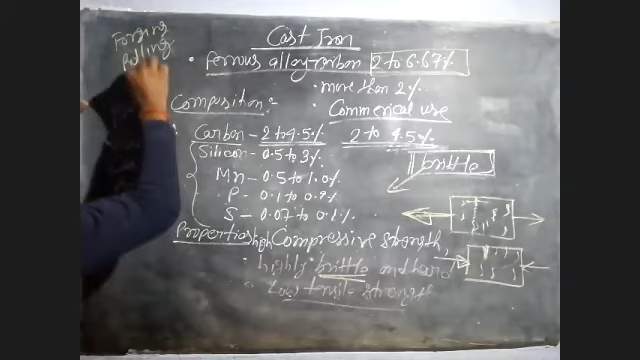 Forging
Rolling
Cast Iron
• Ferrous alloy-carbon 2 to 6.67%
• more than 2%
Composition:-
• Commerical use
Carbon - 2 to 4.5% 2 to 4.5%
Silicon - 0.5 to 3%
brittle
Mn - 0.5 to 1.0%
P - 0.1 to 0.9%
S - 0.07 to 0.1%
Properties high Compressive strength,
• highly brittle and hard
• Low tensile strength